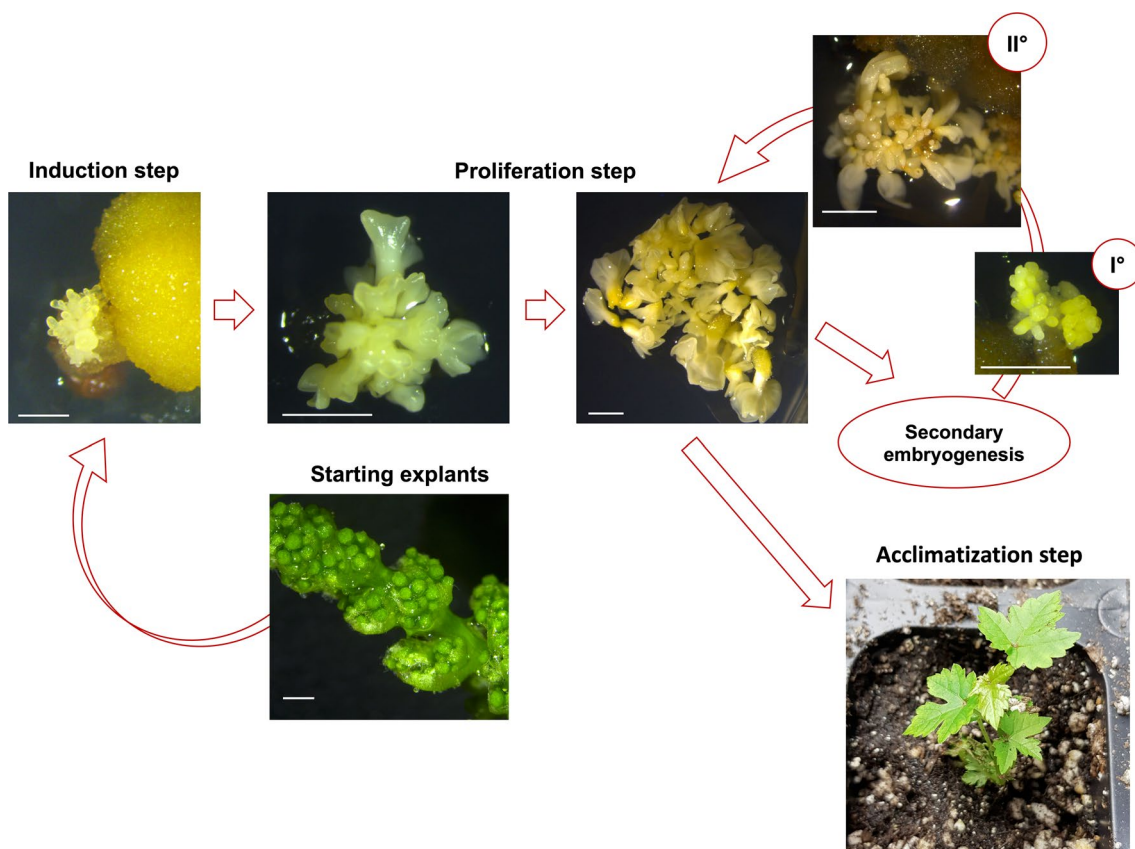 II°
Induction step
Proliferation step
I°
Secondary
embryogenesis
Starting explants
Acclimatization step